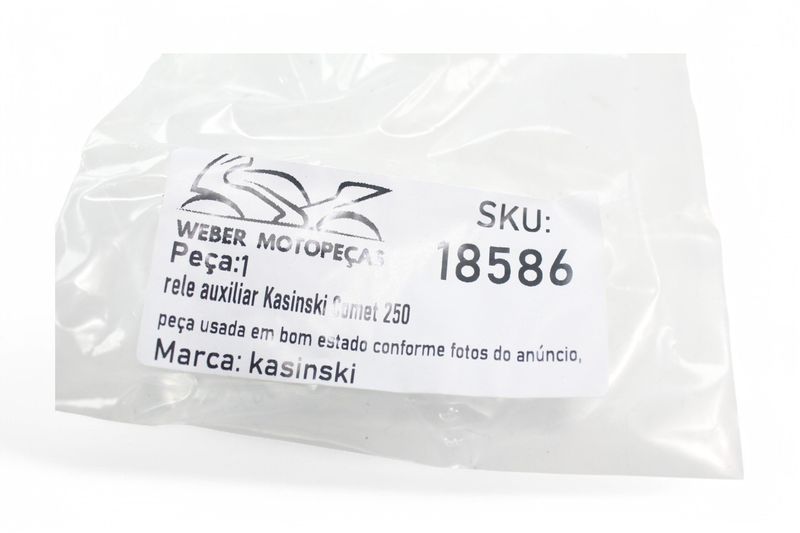 WEBER MOTOPEÇAS
SKU:
18586
Peça:1
rele auxiliar Kasinski Comet 250
peça usada em bom estado conforme fotos do anúncio,
Marca: kasinski